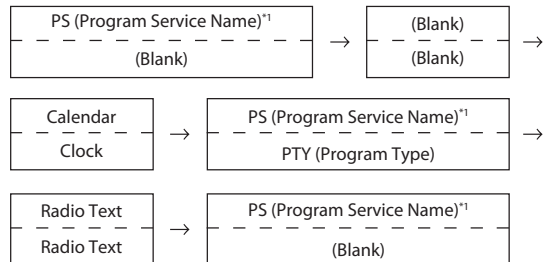 PS (Program Service Name)*1
(Blank)
(Blank)
(Blank)
Calendar
Clock
PS (Program Service Name)*1
PTY (Program Type)
Radio Text
Radio Text
PS (Program Service Name)*1
(Blank)